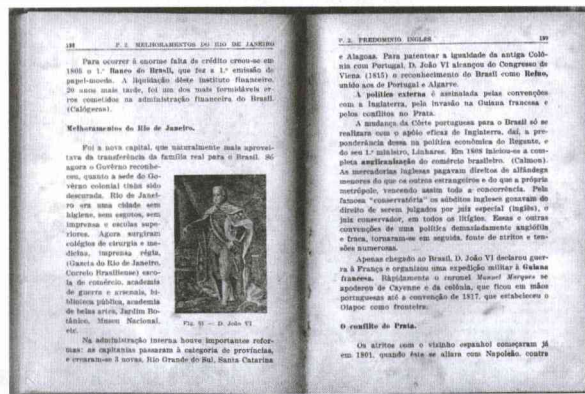 198 P. 2. MELHORAMENTOS DO RIO DE JANEIRO
Para ocorrer á enorme falta de crédito creou-se em
1808 o 1.º Banco do Brasil, que fez a 1.ª emissão de
papel-moeda. A liquidação dêste instituto financeiro,
20 anos mais tarde, foi um dos mais formidáveis er-
ros cometidos na administração financeira do Brasil.
(Calógeras).
Melhoramentos do Rio de Janeiro.
Foi a nova capital, que naturalmente mais aprovei-
tava da transferência da família real para o Brasil. Só
agora o Govêrno reconhe-
ceu, quanto a sede do Go-
vêrno colonial tinha sido
descurada. Rio de Janei-
ro era uma cidade sem
higiene, sem esgotos, sem
imprensa e escolas supe-
riores. Agora surgiram
colégios de cirurgia e me-
dicina, imprensa régia,
(Gazeta do Rio de Janeiro,
Correio Brasiliense) esco-
la de comércio, academia
de guerra e arsenais, bi-
blioteca pública, academia
de belas artes, Jardim Bo-
tânico, Museu Nacional,
etc.
Fig. 51 — D. João VI
Na administração interna houve importantes refor-
mas: as capitanias passaram à categoria de províncias,
e crearam-se 3 novas, Rio Grande do Sul, Santa Catarina
P. 2. PREDOMINIO INGLÊS 199
e Alagoas. Para patentear a igualdade da antiga Colô-
nia com Portugal, D. João VI alcançou do Congresso de
Viena (1815) o reconhecimento do Brasil como Reino,
unido aos de Portugal e Algarve.
A política externa é assinalada pelas convenções
com a Inglaterra, pela invasão na Guiana francesa e
pelos conflitos no Prata.
A mudança da Côrte portuguesa para o Brasil só se
realizara com o apôio eficaz de Inglaterra, daí, a pre-
ponderância dessa na política econômica do Regente, e
do seu 1.º ministro, Linhares. Em 1808 iniciou-se a com-
pleta anglicanização do comércio brasileiro. (Calmon).
As mercadorias inglesas pagavam direitos de alfândega
menores do que os outros estrangeiros e do que a própria
metrópole, vencendo assim toda a concorrência. Pela
famosa "conservatória" os súbditos ingleses gozavam do
direito de serem julgados por juiz especial (inglês), o
juiz conservador, em todos os litígios. Essas e outras
convenções de uma política demasiadamente anglófila
e fraca, tornaram-se em seguida, fonte de atritos e ten-
sões numerosas.
Apenas chegado ao Brasil, D. João VI declarou guer-
ra à França e organizou uma expedição militar à Guiana
francesa. Rápidamente o coronel Manuel Marques se
apoderou de Cayenne e da colônia, que ficou em mãos
portuguesas até a convenção de 1817, que estabeleceu o
Oiapoc como fronteira.
O conflito do Prata.
Os atritos com o visinho espanhol começaram já
em 1801, quando êste se aliara com Napoleão, contra